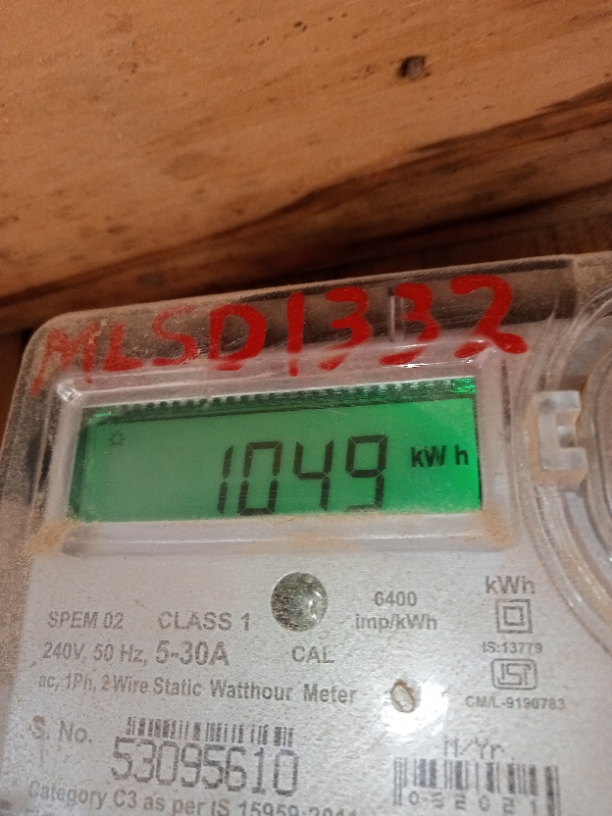 MLSD1332
1049 kWh
kWh
6400
imp/kWh
SPEM 02 CLASS 1
240V, 50 Hz, 5-30A
CAL
IS:13779
ac, 1Ph, 2Wire Static Watthour Meter
CM/L-9190783
S. No.
53095610
M/Yr
052021
Category C3 as per IS 15959:2011